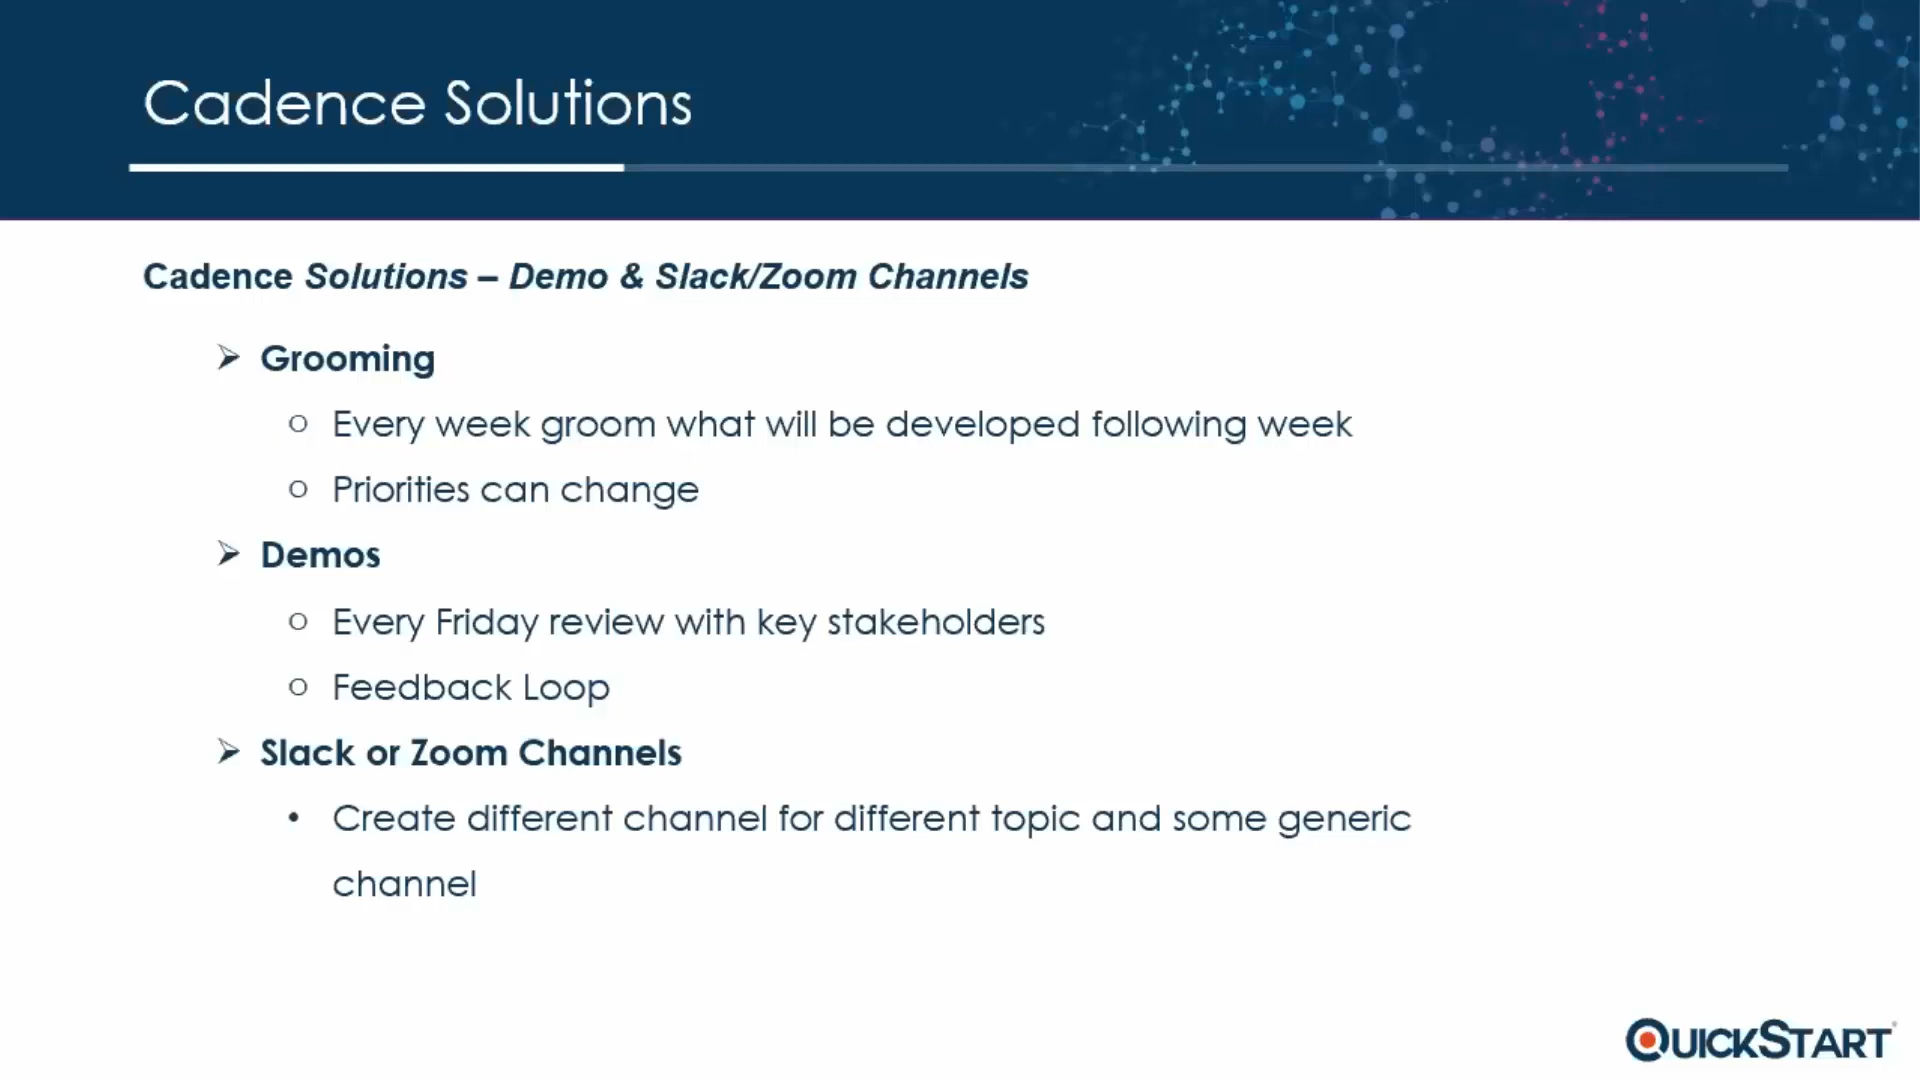 Cadence Solutions
Cadence Solutions – Demo & Slack/Zoom Channels
➢ Grooming
o Every week groom what will be developed following week
o Priorities can change
➢ Demos
o Every Friday review with key stakeholders
o Feedback Loop
➢ Slack or Zoom Channels
• Create different channel for different topic and some generic
channel
QUICKSTART